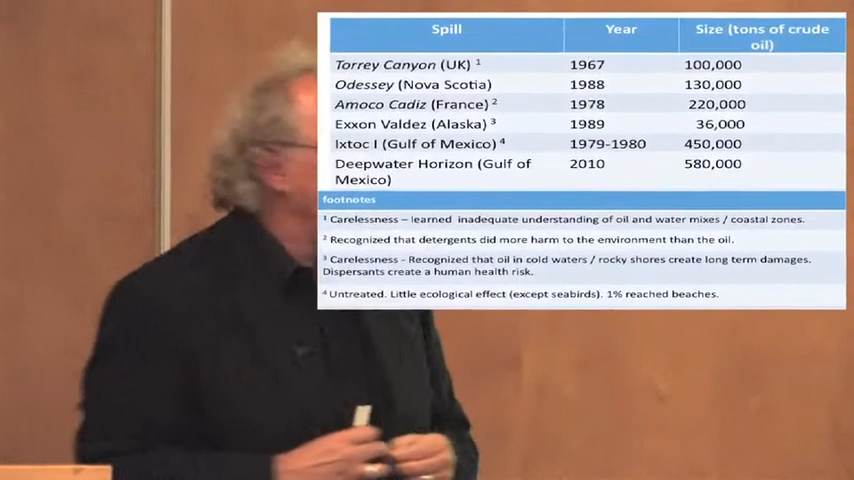 Spill Year Size (tons of crude
oil)
Torrey Canyon (UK) ¹ 1967 100,000
Odessey (Nova Scotia) 1988 130,000
Amoco Cadiz (France) ² 1978 220,000
Exxon Valdez (Alaska) ³ 1989 36,000
Ixtoc I (Gulf of Mexico) ⁴ 1979-1980 450,000
Deepwater Horizon (Gulf of 2010 580,000
Mexico)
footnotes
¹ Carelessness – learned inadequate understanding of oil and water mixes / coastal zones.
² Recognized that detergents did more harm to the environment than the oil.
³ Carelessness - Recognized that oil in cold waters / rocky shores create long term damages.
Dispersants create a human health risk.
⁴ Untreated. Little ecological effect (except seabirds). 1% reached beaches.